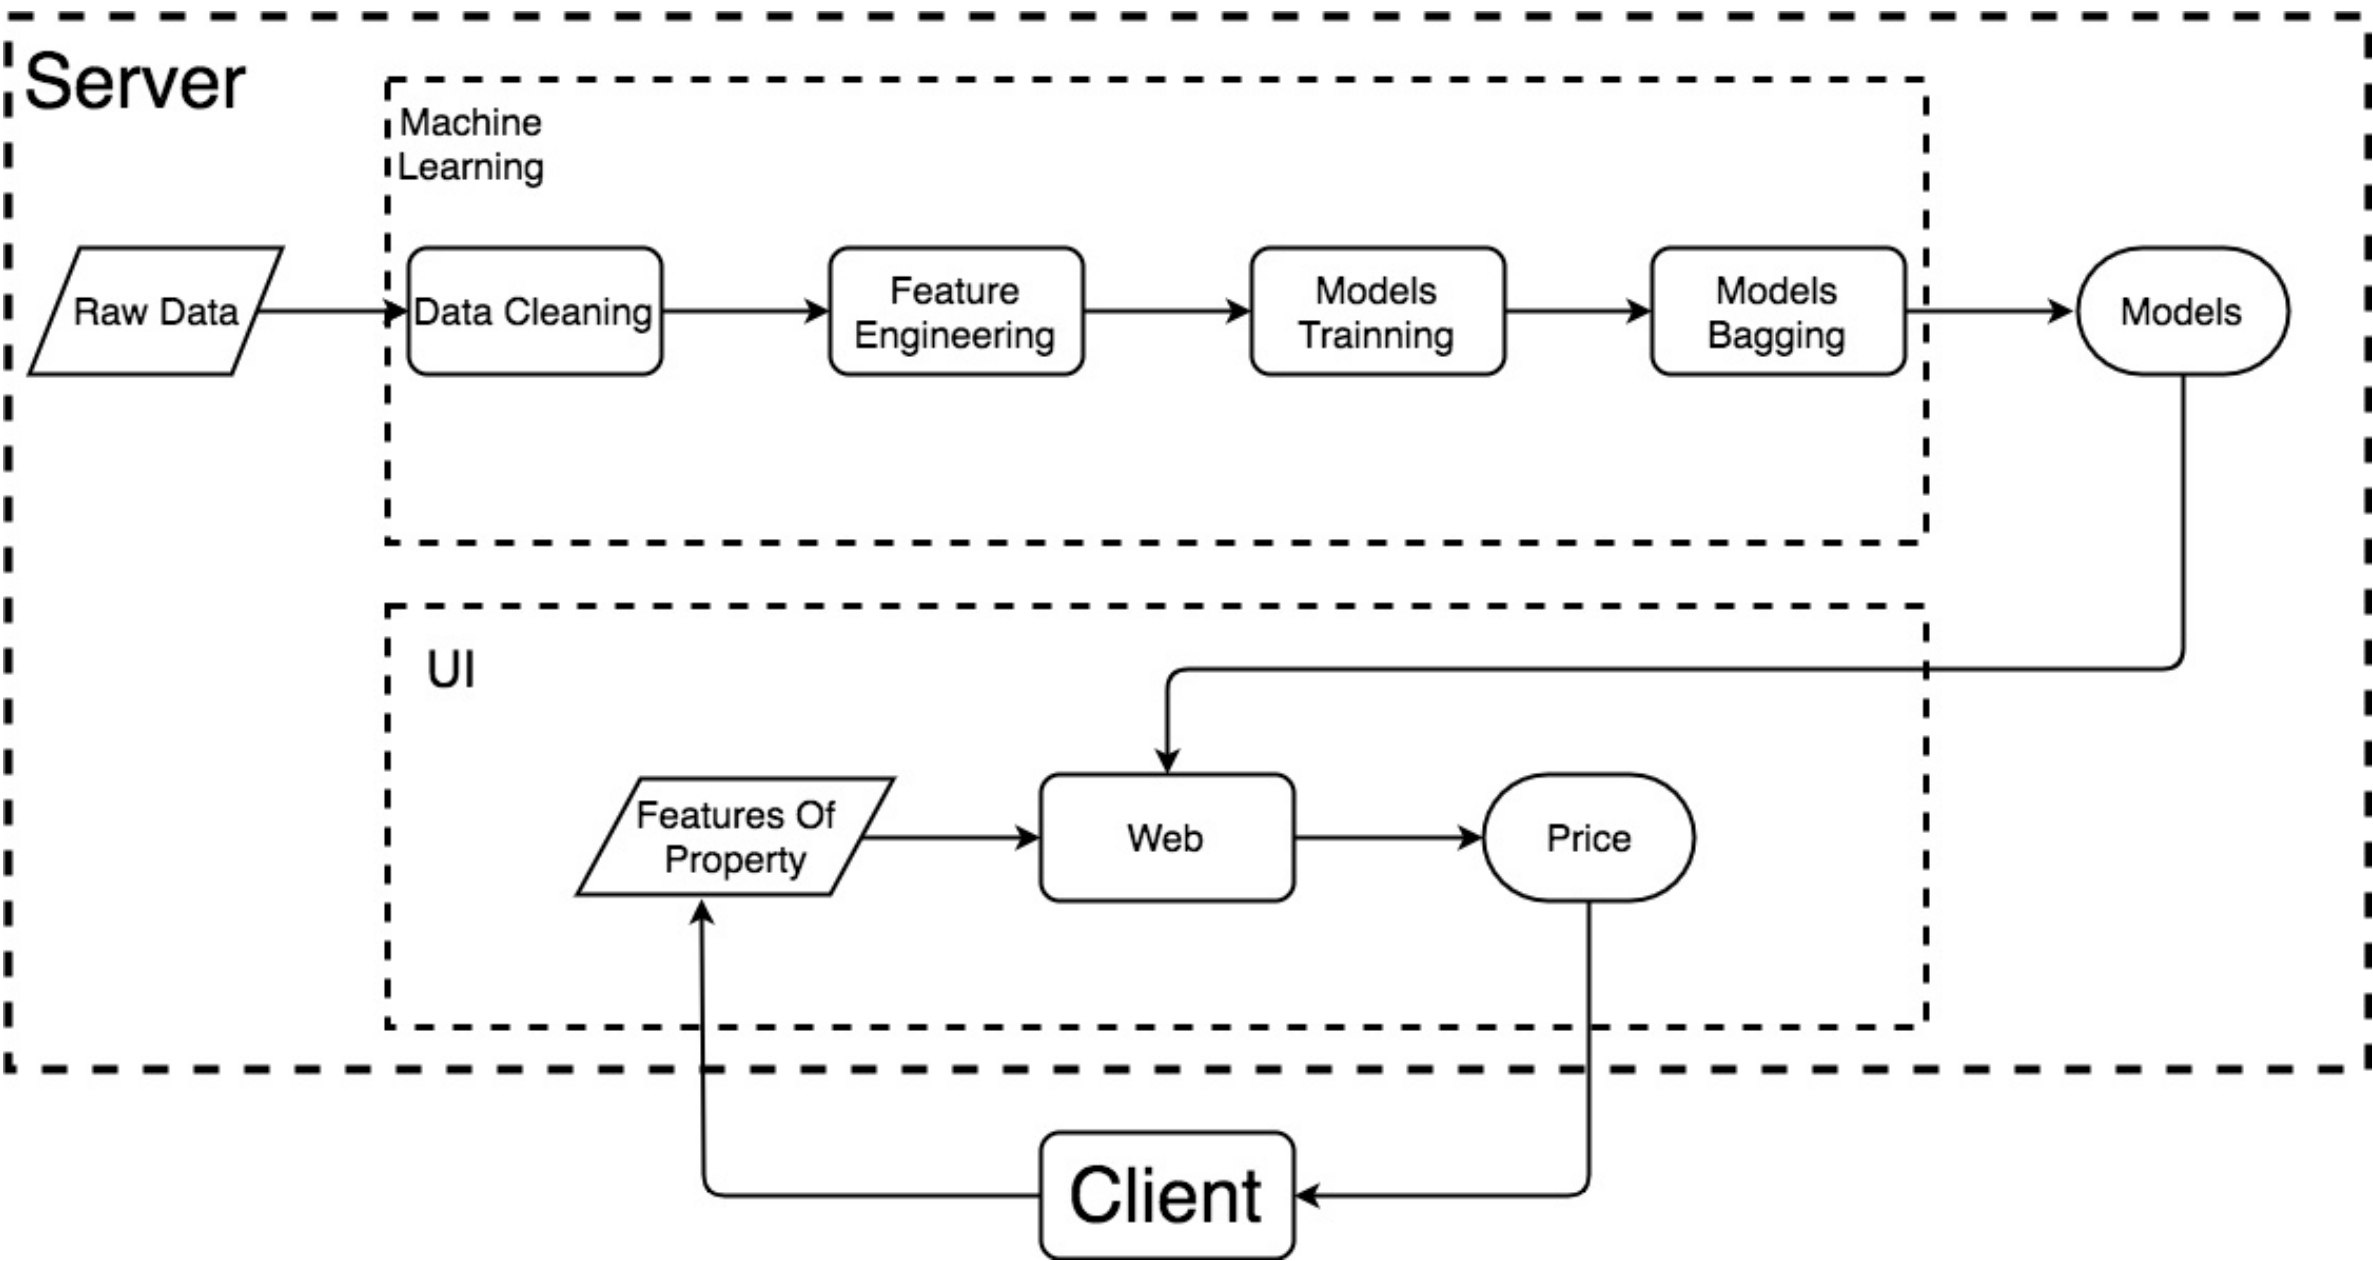 Server
Machine
Learning
Raw Data
Data Cleaning
Feature
Engineering
Models
Trainning
Models
Bagging
Models
UI
Features Of
Property
Web
Price
Client